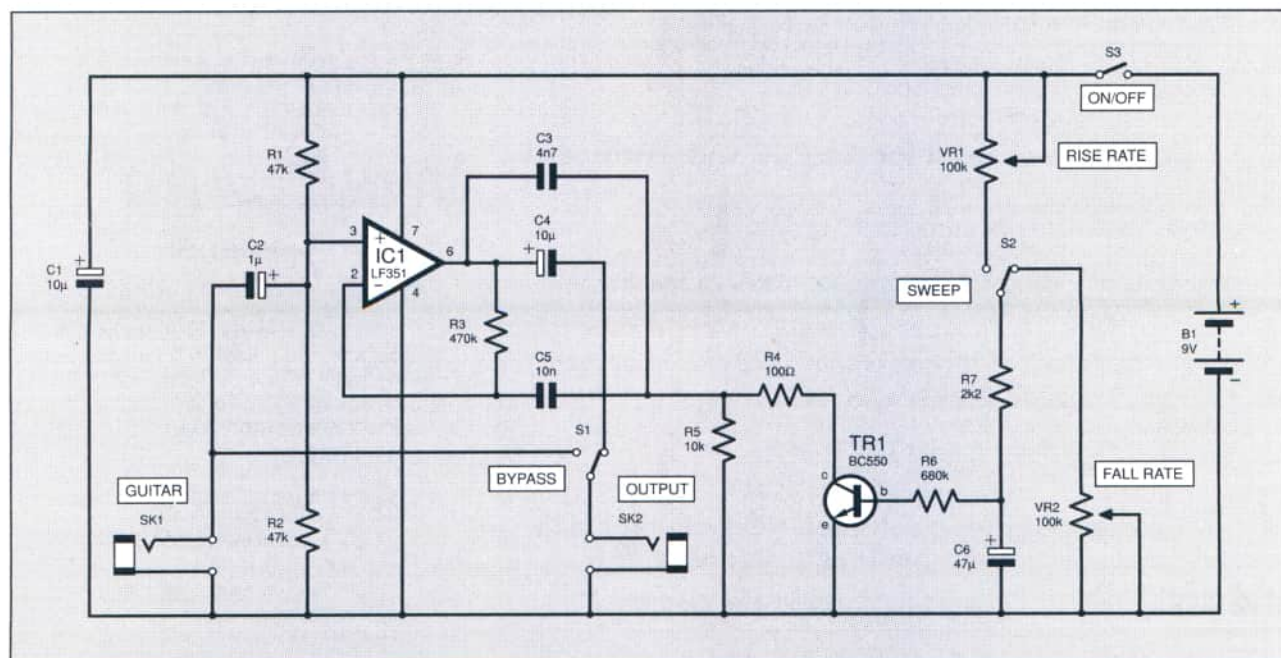 S3
ON/OFF
C3
4n7
R1
47k
VR1
100k
RISE RATE
C4
10µ
3
+
7
IC1
LF351
6
2
−
4
C2
1µ
+
+
C1
10µ
+
S2
SWEEP
R3
470k
+
B1
9V
−
C5
10n
R4
100Ω
R7
2k2
S1
R5
10k
TR1
BC550
BYPASS
OUTPUT
GUITAR
c
b
e
R6
680k
FALL RATE
SK1
R2
47k
SK2
VR2
100k
+
C6
47µ